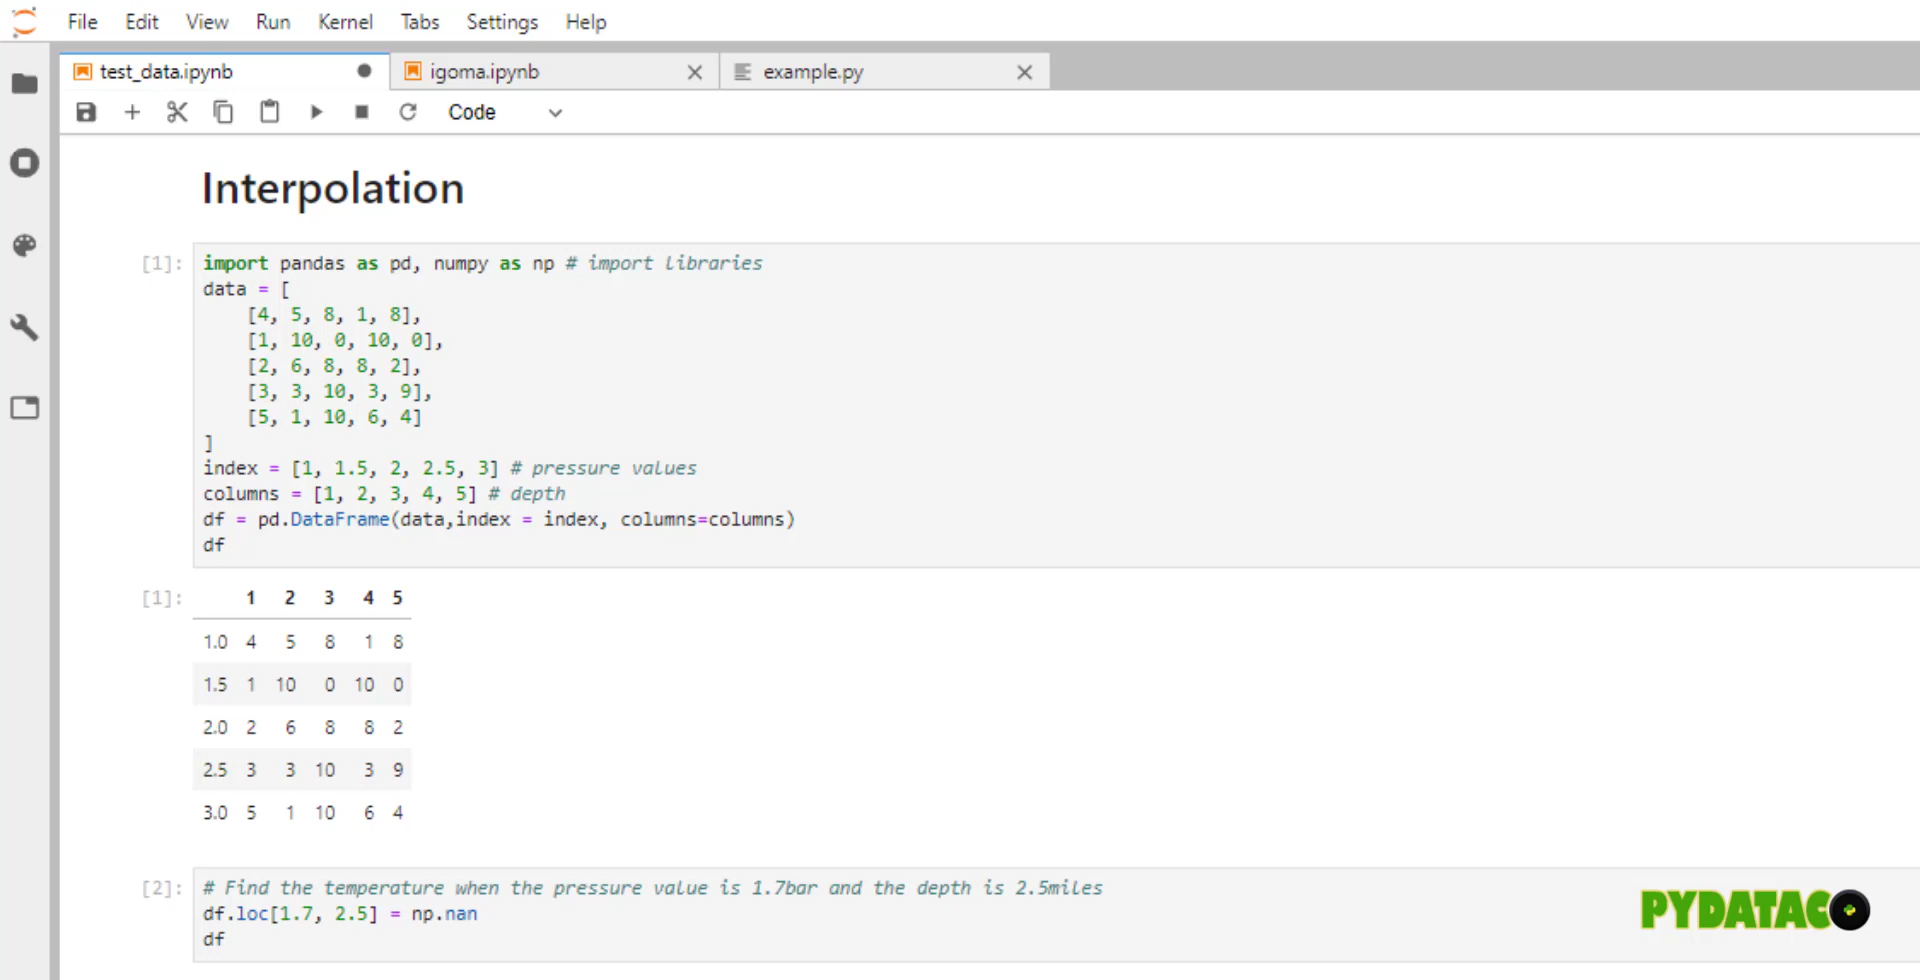 File Edit View Run Kernel Tabs Settings Help
test_data.ipynb igoma.ipynb example.py
Code
Interpolation
[1]: import pandas as pd, numpy as np # import libraries
data = [
[4, 5, 8, 1, 8],
[1, 10, 0, 10, 0],
[2, 6, 8, 8, 2],
[3, 3, 10, 3, 9],
[5, 1, 10, 6, 4]
]
index = [1, 1.5, 2, 2.5, 3] # pressure values
columns = [1, 2, 3, 4, 5] # depth
df = pd.DataFrame(data,index = index, columns=columns)
df
[1]: 1 2 3 4 5
1.0 4 5 8 1 8
1.5 1 10 0 10 0
2.0 2 6 8 8 2
2.5 3 3 10 3 9
3.0 5 1 10 6 4
[2]: # Find the temperature when the pressure value is 1.7bar and the depth is 2.5miles
df.loc[1.7, 2.5] = np.nan
df
PYDATACO